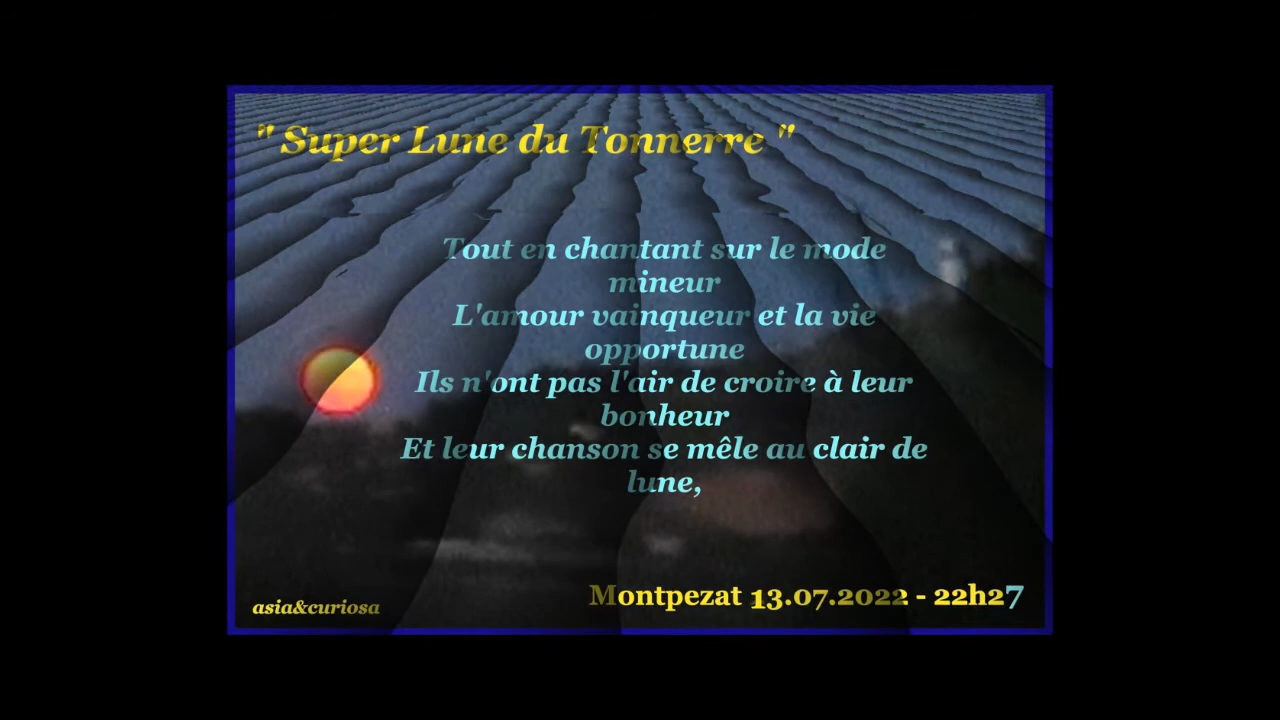 " Super Lune du Tonnerre "
Tout en chantant sur le mode
mineur
L'amour vainqueur et la vie
opportune
Ils n'ont pas l'air de croire à leur
bonheur
Et leur chanson se mêle au clair de
lune,
Montpezat 13.07.2022 - 22h27
asia&curiosa